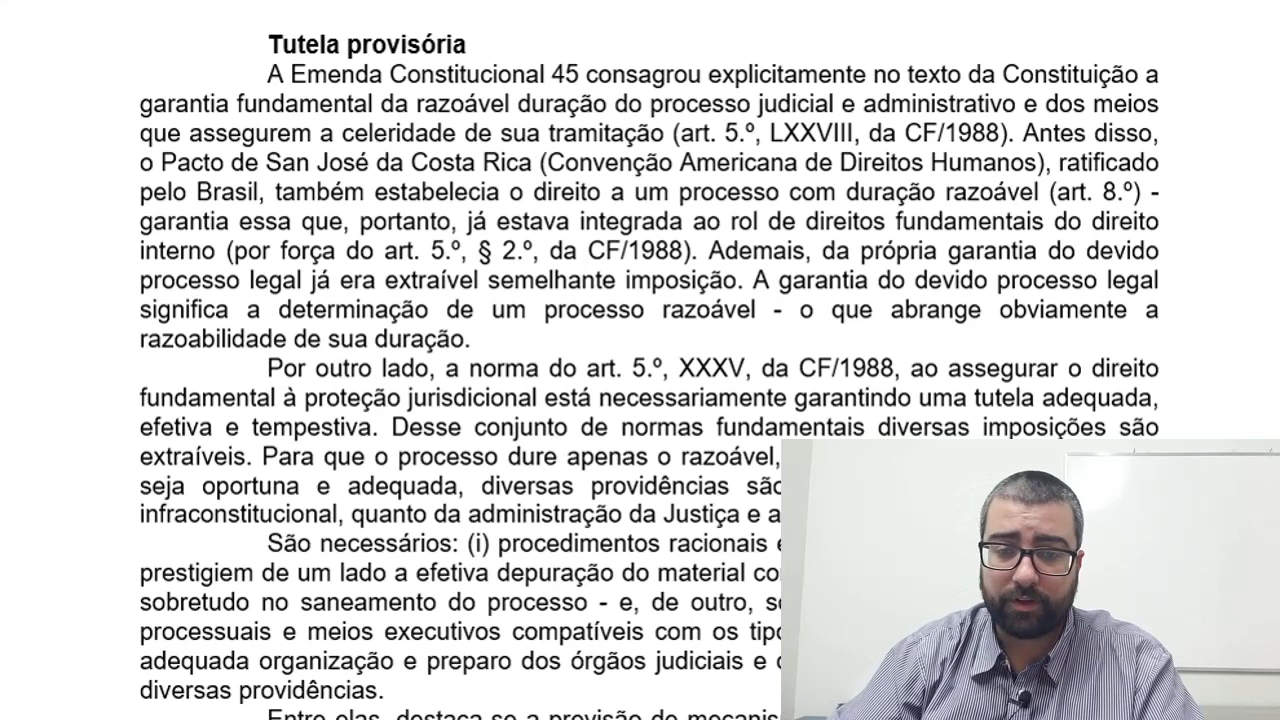 Tutela provisória
A Emenda Constitucional 45 consagrou explicitamente no texto da Constituição a
garantia fundamental da razoável duração do processo judicial e administrativo e dos meios
que assegurem a celeridade de sua tramitação (art. 5.º, LXXVIII, da CF/1988). Antes disso,
o Pacto de San José da Costa Rica (Convenção Americana de Direitos Humanos), ratificado
pelo Brasil, também estabelecia o direito a um processo com duração razoável (art. 8.º) -
garantia essa que, portanto, já estava integrada ao rol de direitos fundamentais do direito
interno (por força do art. 5.º, § 2.º, da CF/1988). Ademais, da própria garantia do devido
processo legal já era extraível semelhante imposição. A garantia do devido processo legal
significa a determinação de um processo razoável - o que abrange obviamente a
razoabilidade de sua duração.
Por outro lado, a norma do art. 5.º, XXXV, da CF/1988, ao assegurar o direito
fundamental à proteção jurisdicional está necessariamente garantindo uma tutela adequada,
efetiva e tempestiva. Desse conjunto de normas fundamentais diversas imposições são
extraíveis. Para que o processo dure apenas o razoável,
seja oportuna e adequada, diversas providências são
infraconstitucional, quanto da administração da Justiça e a
São necessários: (i) procedimentos racionais e
prestigiem de um lado a efetiva depuração do material
sobretudo no saneamento do processo - e, de outro,
processuais e meios executivos compatíveis com os
adequada organização e preparo dos órgãos judiciais e
diversas providências.
Entre elas, destaca-se a previsão de